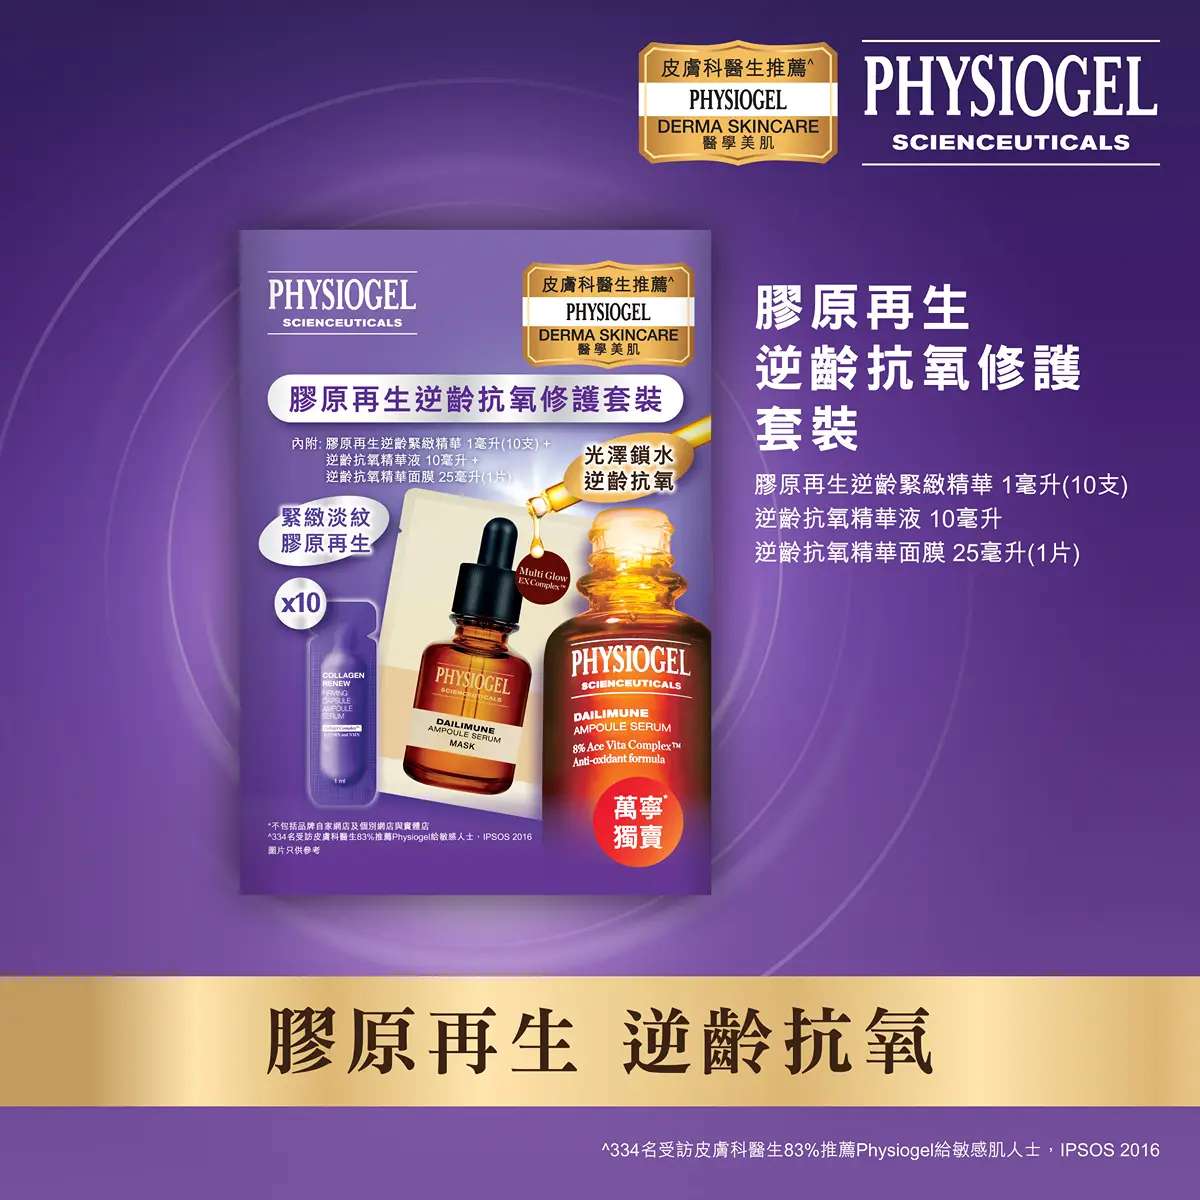 皮膚科醫生推薦^
PHYSIOGEL
DERMA SKINCARE
醫學美肌
PHYSIOGEL
SCIENCEUTICALS
PHYSIOGEL
SCIENCEUTICALS
皮膚科醫生推薦^
PHYSIOGEL
DERMA SKINCARE
醫學美肌
膠原再生逆齡抗氧修護套裝
內附: 膠原再生逆齡緊緻精華 1毫升(10支) +
逆齡抗氧精華液 10毫升 +
逆齡抗氧精華面膜 25毫升(1片)
光澤鎖水
逆齡抗氧
緊緻淡紋
膠原再生
x10
Multi Glow
EX Complex™
COLLAGEN
RENEW
FIRMING
CAPSULE
AMPOULE
SERUM
1 ml
PHYSIOGEL
SCIENCEUTICALS
DAILIMUNE
AMPOULE SERUM
MASK
PHYSIOGEL
SCIENCEUTICALS
DAILIMUNE
AMPOULE SERUM
8% Ace Vita Complex™
Anti-oxidant formula
萬寧*
獨賣
*不包括品牌自家網店及個別網店與實體店
^334名受訪皮膚科醫生83%推薦Physiogel給敏感人士，IPSOS 2016
圖片只供參考
膠原再生
逆齡抗氧修護
套裝
膠原再生逆齡緊緻精華 1毫升(10支)
逆齡抗氧精華液 10毫升
逆齡抗氧精華面膜 25毫升(1片)
膠原再生 逆齡抗氧
^334名受訪皮膚科醫生83%推薦Physiogel給敏感肌人士，IPSOS 2016